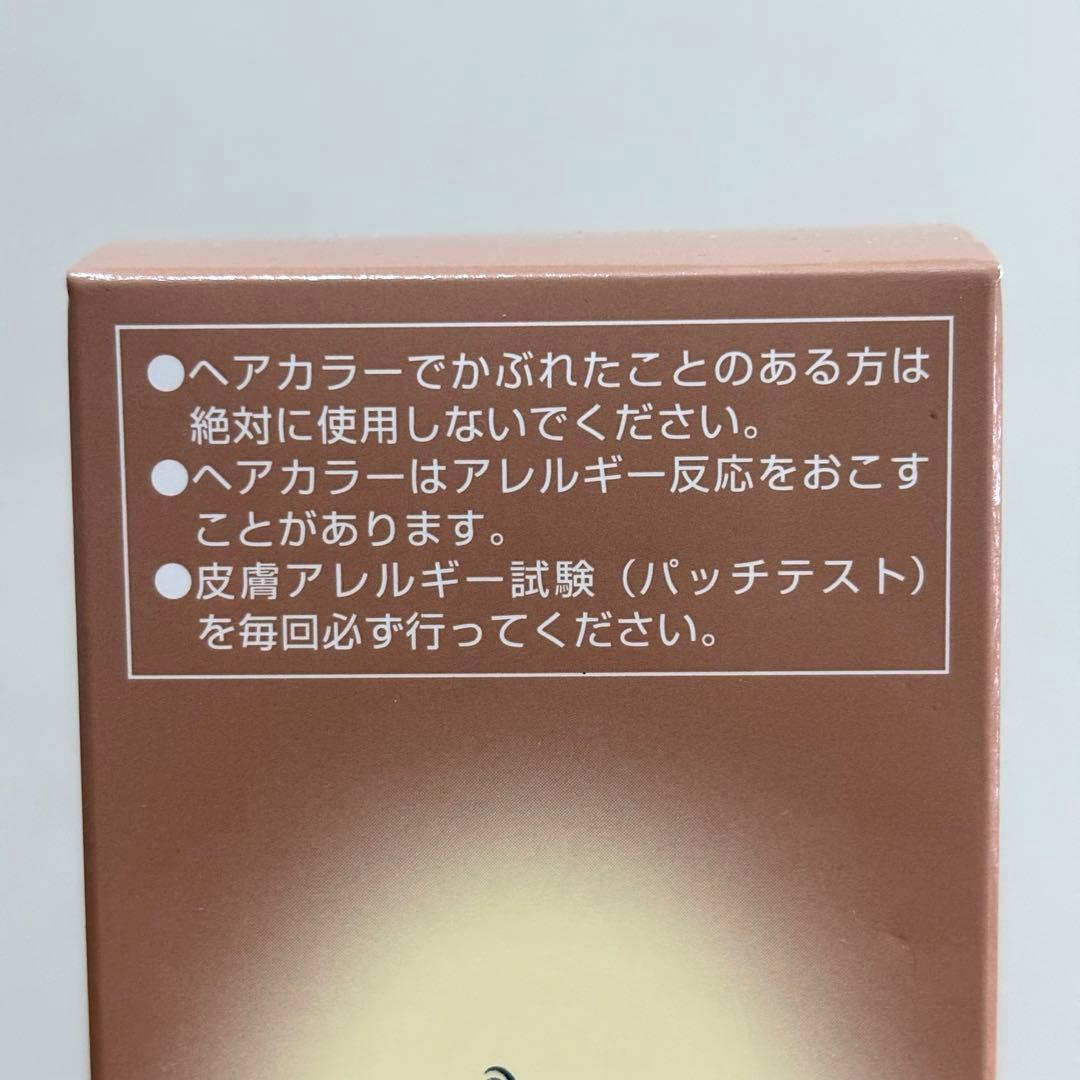 ●ヘアカラーでかぶれたことのある方は
絶対に使用しないでください。
●ヘアカラーはアレルギー反応をおこす
ことがあります。
●皮膚アレルギー試験（パッチテスト）
を毎回必ず行ってください。